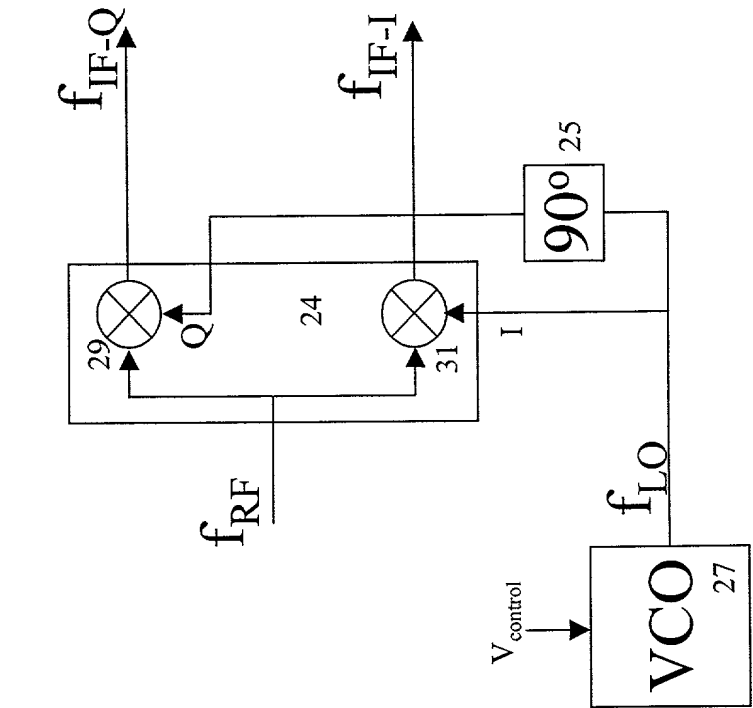 f_IF-Q
f_IF-I
29
Q
24
31
I
90°
25
f_RF
f_LO
V_control
VCO
27